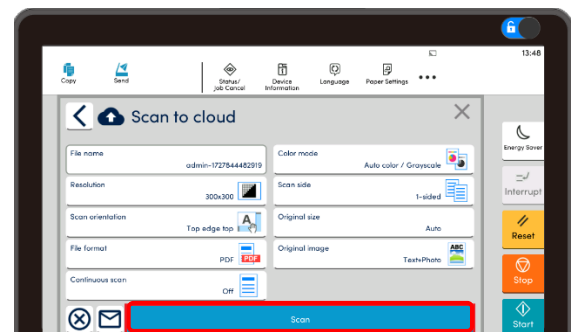 6
13:48
Copy
Send
Status/
Job Cancel
Device
Information
Language
Paper Settings
Energy Saver
Scan to cloud
Interrupt
File name
admin-1727844482919
Color mode
Auto color / Grayscale
Resolution
300x300
Scan side
1-sided
Scan orientation
Top edge top
A
Original size
Auto
Reset
File format
PDF
PDF
Original image
Text+Photo
ABC
Stop
Continuous scan
Off
Scan
Start